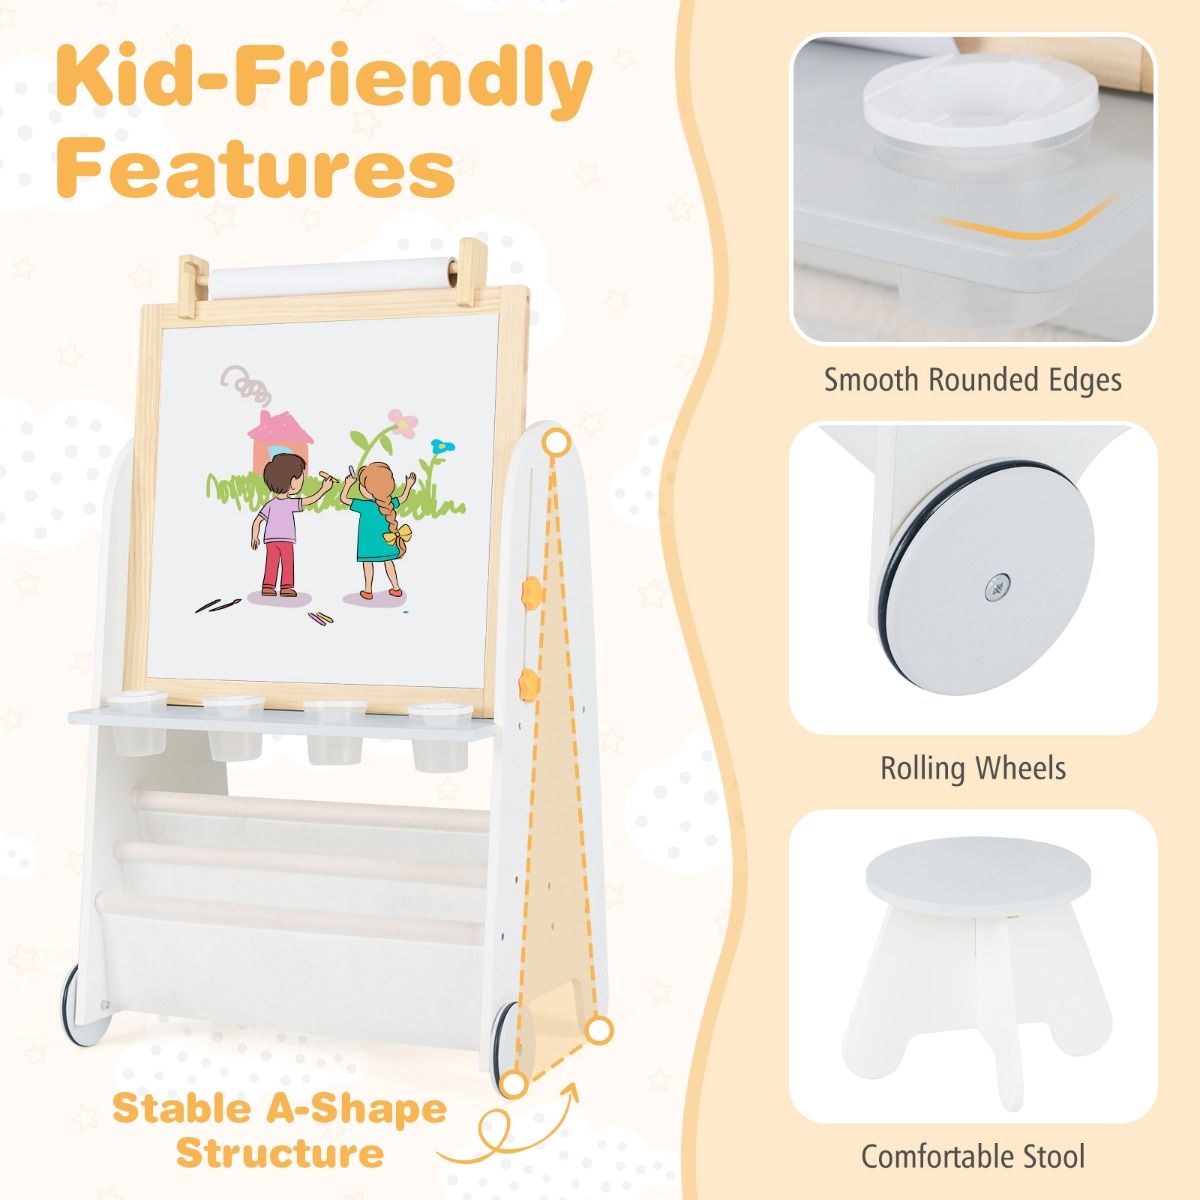 Kid-Friendly
Features
Smooth Rounded Edges
Rolling Wheels
Stable A-Shape
Structure
Comfortable Stool